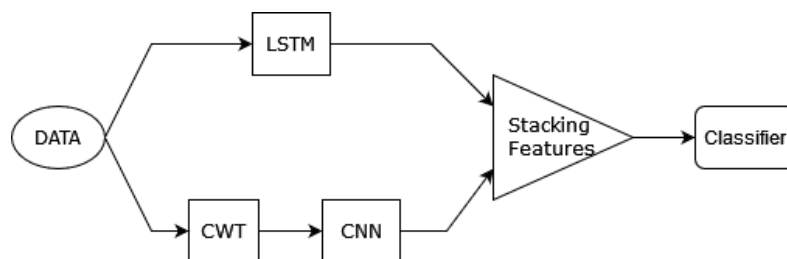 LSTM
DATA
Stacking
Features
Classifier
CWT
CNN